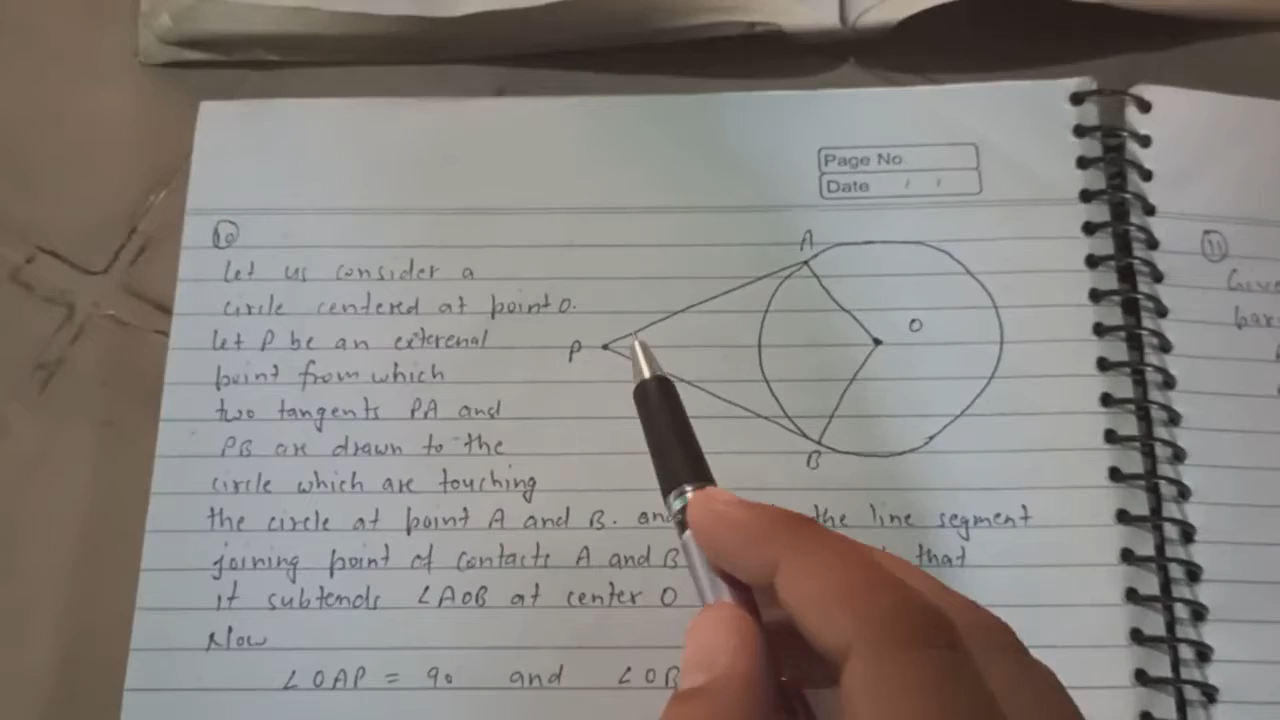 Page No.
Date / /
10
Let us consider a
circle centered at point O.
let P be an exterenal
point from which
two tangents PA and
PB are drawn to the
circle which are touching
the circle at point A and B. and the line segment
joining point of contacts A and B that
it subtends ∠AOB at center O
Now
∠OAP = 90 and ∠OB
A
O
P
B
11